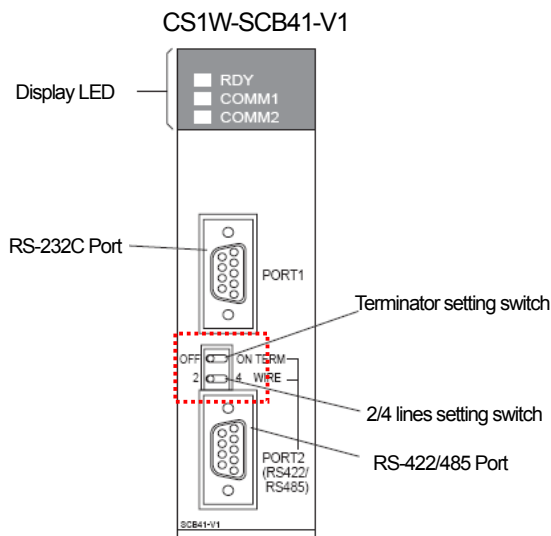 CS1W-SCB41-V1
Display LED
RDY
COMM1
COMM2
RS-232C Port
PORT1
Terminator setting switch
OFF ON TERM
2 4 WIRE
2/4 lines setting switch
PORT2
(RS422/
RS485)
RS-422/485 Port
SCB41-V1